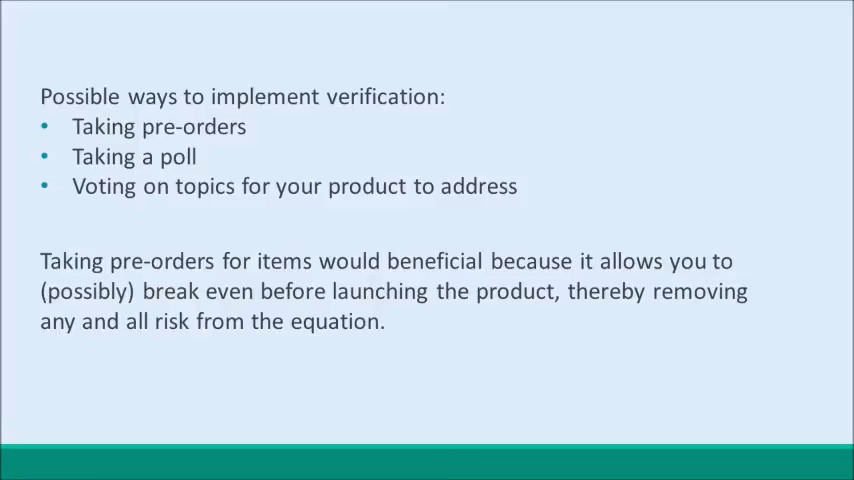 Possible ways to implement verification:
• Taking pre-orders
• Taking a poll
• Voting on topics for your product to address
Taking pre-orders for items would beneficial because it allows you to
(possibly) break even before launching the product, thereby removing
any and all risk from the equation.